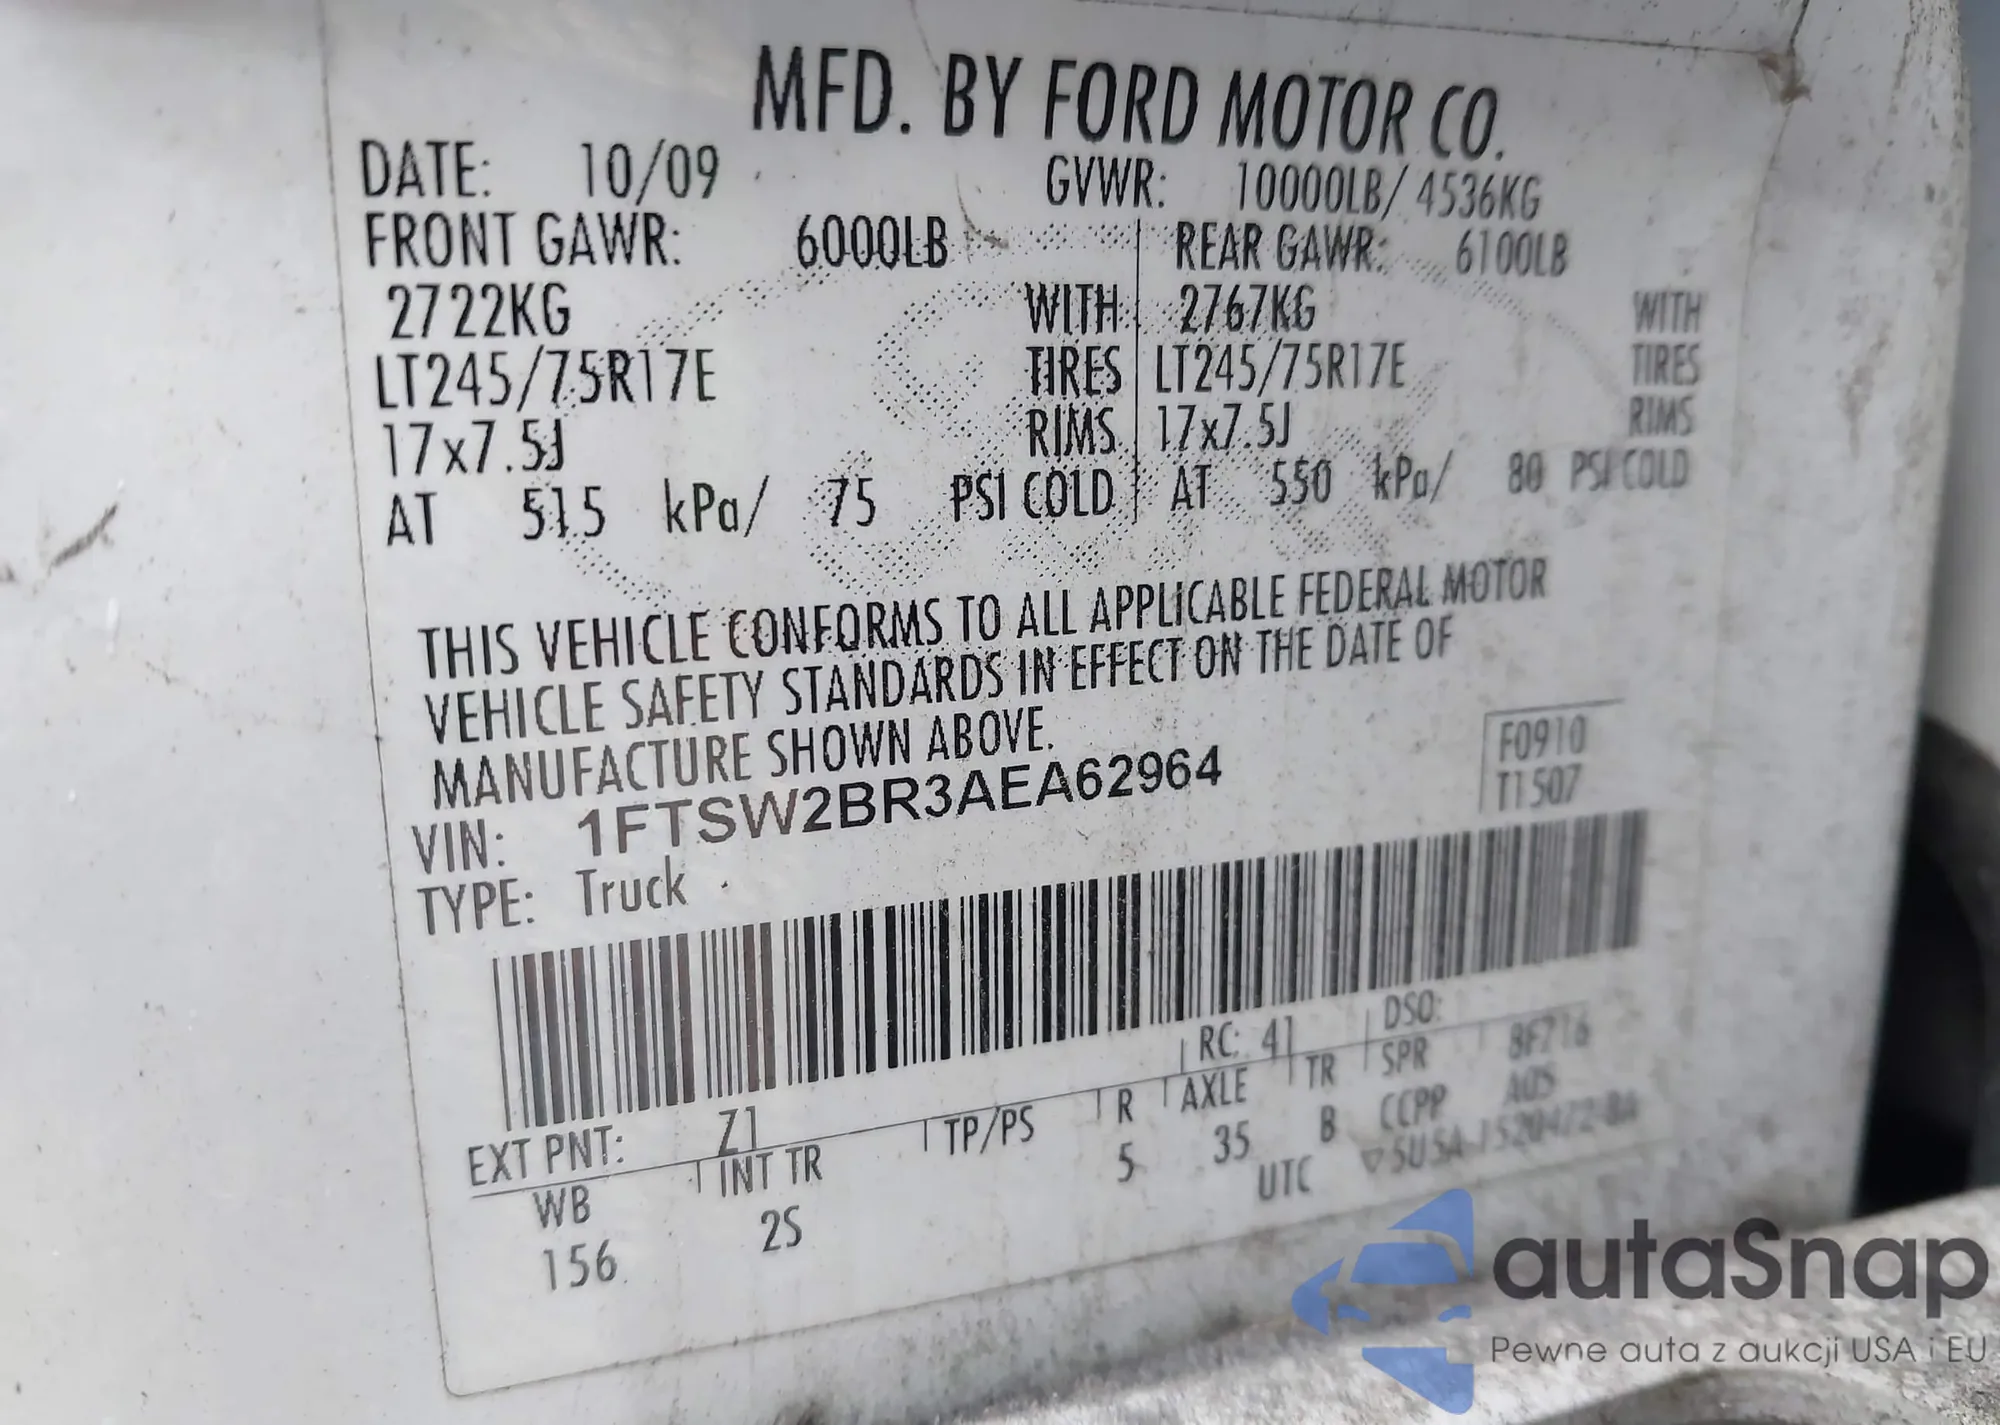 MFD. BY FORD MOTOR CO.
DATE: 10/09 GVWR: 10000LB/ 4536KG
FRONT GAWR: 6000LB REAR GAWR: 6100LB
2722KG WITH 2767KG WITH
LT245/75R17E TIRES LT245/75R17E TIRES
17x7.5J RIMS 17x7.5J RIMS
AT 515 kPa/ 75 PSI COLD AT 550 kPa/ 80 PSI COLD
THIS VEHICLE CONFORMS TO ALL APPLICABLE FEDERAL MOTOR
VEHICLE SAFETY STANDARDS IN EFFECT ON THE DATE OF
MANUFACTURE SHOWN ABOVE.
F0910
T1507
VIN: 1FTSW2BR3AEA62964
TYPE: Truck
EXT PNT: Z1 RC: 41 DSO:
WB INT TR TP/PS R AXLE TR SPR 8F716
156 2S 5 35 B CCPP A0S
UTC
autaSnap
Pewne auta z aukcji USA i EU